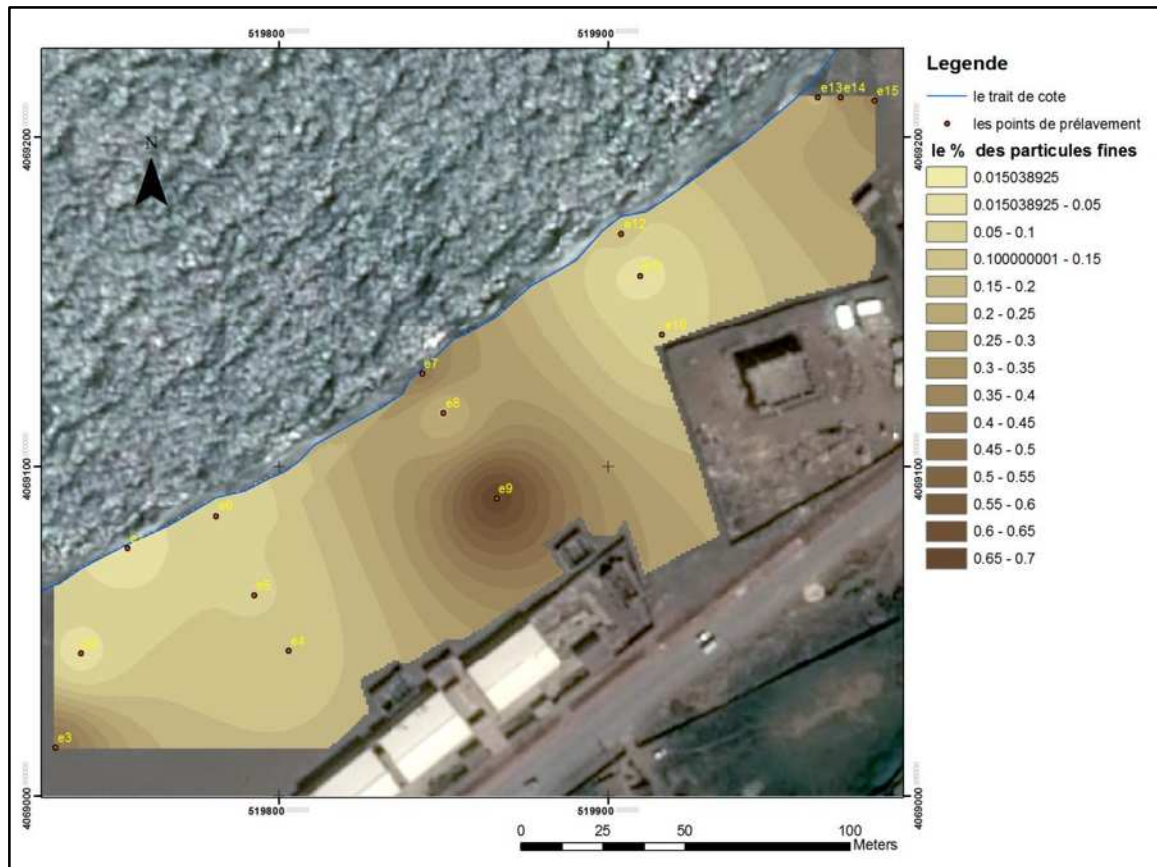 519800
519900
Legende
le trait de cote
les points de prélavement
le % des particules fines
0.015038925
0.015038925 - 0.05
0.05 - 0.1
0.100000001 - 0.15
0.15 - 0.2
0.2 - 0.25
0.25 - 0.3
0.3 - 0.35
0.35 - 0.4
0.4 - 0.45
0.45 - 0.5
0.5 - 0.55
0.55 - 0.6
0.6 - 0.65
0.65 - 0.7
N
4069200
4069200
4069100
4069100
4069000
4069000
e13
e14
e15
e12
e10
e7
e8
e9
e6
e5
e4
e3
519800
519900
0
25
50
100
Meters